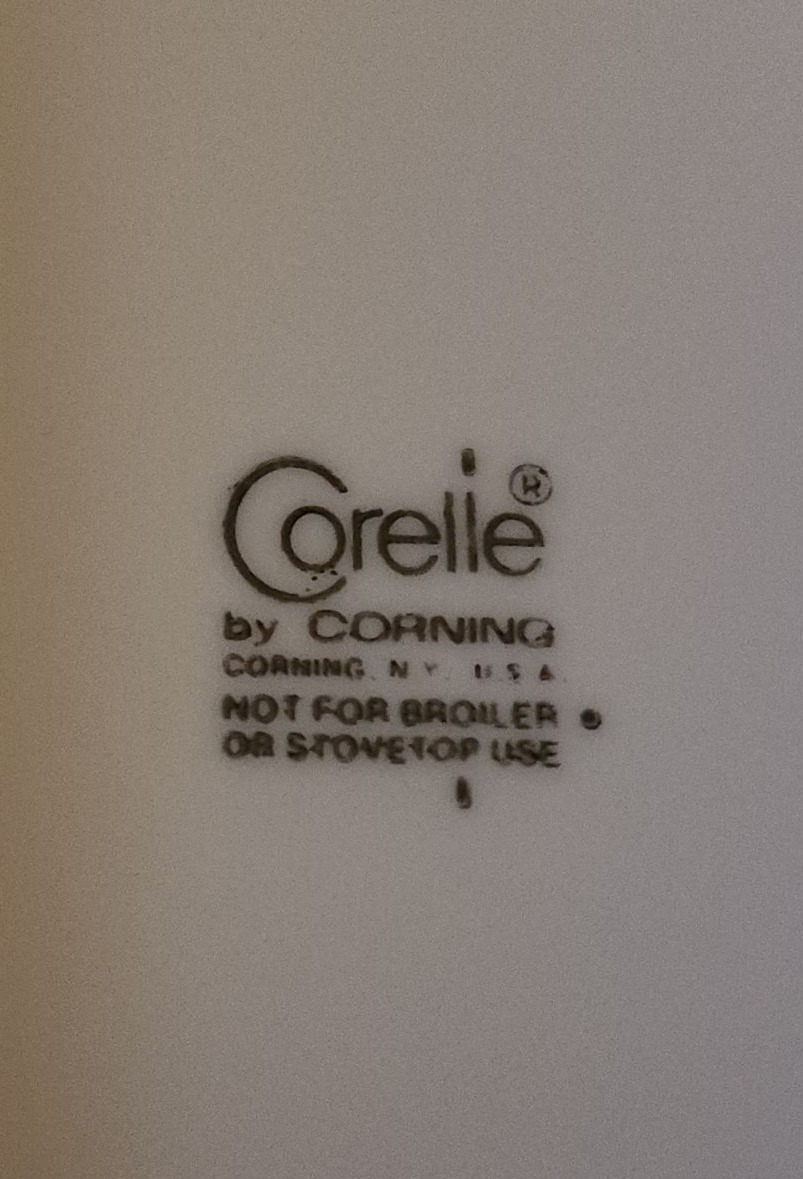 Corelle®
by CORNING
CORNING, N.Y. U.S.A.
NOT FOR BROILER
OR STOVETOP USE